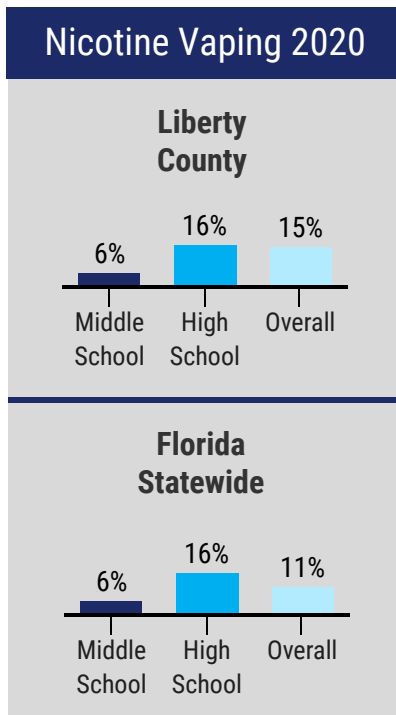 Nicotine Vaping 2020
Liberty
County
6%
16%
15%
Middle
School
High
School
Overall
Florida
Statewide
6%
16%
11%
Middle
School
High
School
Overall